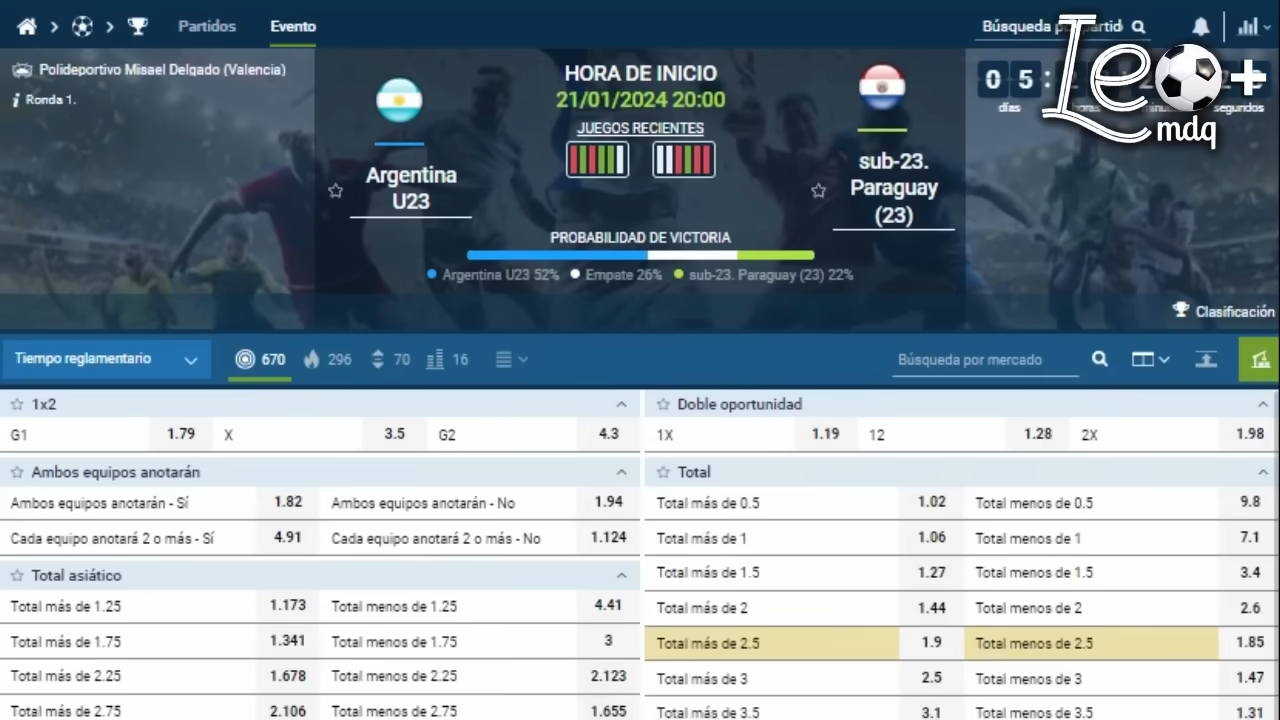 Partidos
Evento
Búsqueda
Leo+
mdq
Polideportivo Misael Delgado (Valencia)
Ronda 1.
HORA DE INICIO
21/01/2024 20:00
JUEGOS RECIENTES
Argentina
U23
sub-23.
Paraguay
(23)
0 5 :
días
segundos
PROBABILIDAD DE VICTORIA
Argentina U23 52% Empate 26% sub-23. Paraguay (23) 22%
Clasificación
Tiempo reglamentario
670 296 70 16
Búsqueda por mercado
1x2
G1 1.79 X 3.5 G2 4.3
Ambos equipos anotarán
Ambos equipos anotarán - Sí 1.82 Ambos equipos anotarán - No 1.94
Cada equipo anotará 2 o más - Sí 4.91 Cada equipo anotará 2 o más - No 1.124
Total asiático
Total más de 1.25 1.173 Total menos de 1.25 4.41
Total más de 1.75 1.341 Total menos de 1.75 3
Total más de 2.25 1.678 Total menos de 2.25 2.123
Total más de 2.75 2.106 Total menos de 2.75 1.655
Doble oportunidad
1X 1.19 12 1.28 2X 1.98
Total
Total más de 0.5 1.02 Total menos de 0.5 9.8
Total más de 1 1.06 Total menos de 1 7.1
Total más de 1.5 1.27 Total menos de 1.5 3.4
Total más de 2 1.44 Total menos de 2 2.6
Total más de 2.5 1.9 Total menos de 2.5 1.85
Total más de 3 2.5 Total menos de 3 1.47
Total más de 3.5 3.1 Total menos de 3.5 1.31